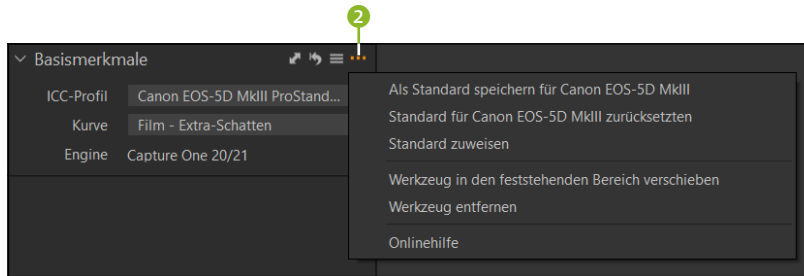 2
Basismerkmale
ICC-Profil Canon EOS-5D MkIII ProStand...
Kurve Film - Extra-Schatten
Engine Capture One 20/21
Als Standard speichern für Canon EOS-5D MkIII
Standard für Canon EOS-5D MkIII zurücksetzten
Standard zuweisen
Werkzeug in den feststehenden Bereich verschieben
Werkzeug entfernen
Onlinehilfe